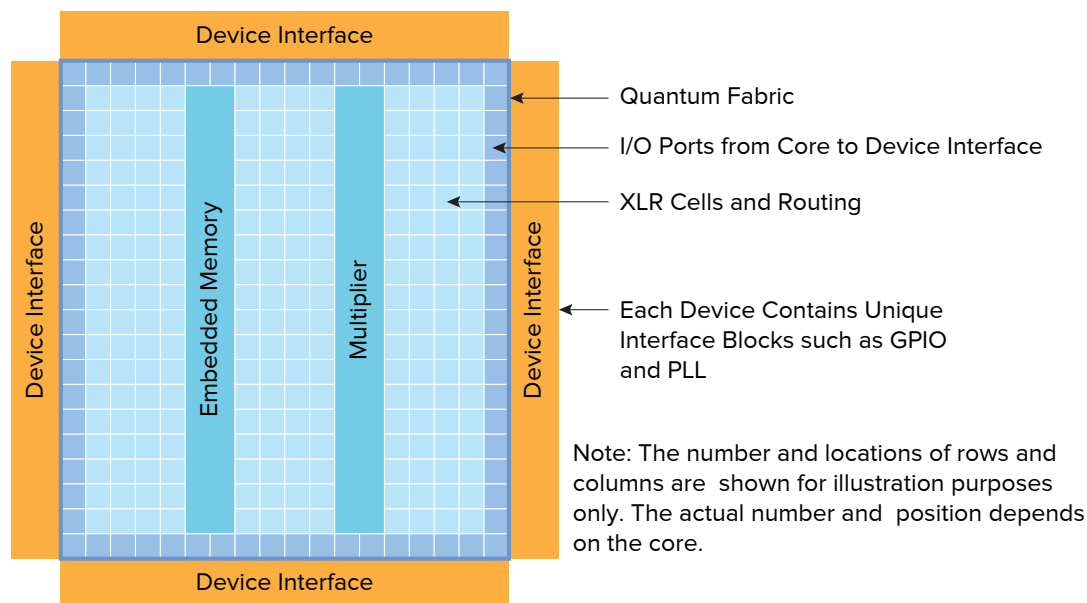 Device Interface
Quantum Fabric
I/O Ports from Core to Device Interface
XLR Cells and Routing
Device Interface
Embedded Memory
Multiplier
Device Interface
Each Device Contains Unique
Interface Blocks such as GPIO
and PLL
Note: The number and locations of rows and
columns are  shown for illustration purposes
only. The actual number and  position depends
on the core.
Device Interface